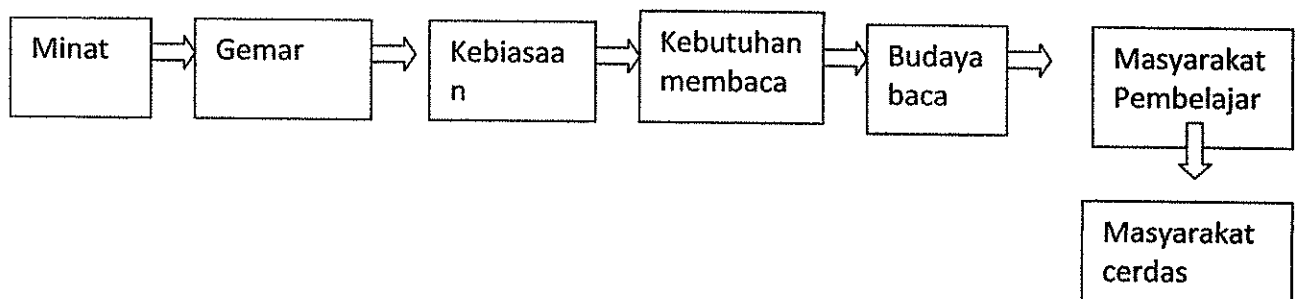 Minat
Gemar
Kebiasaa
n
Kebutuhan
membaca
Budaya
baca
Masyarakat
Pembelajar
Masyarakat
cerdas